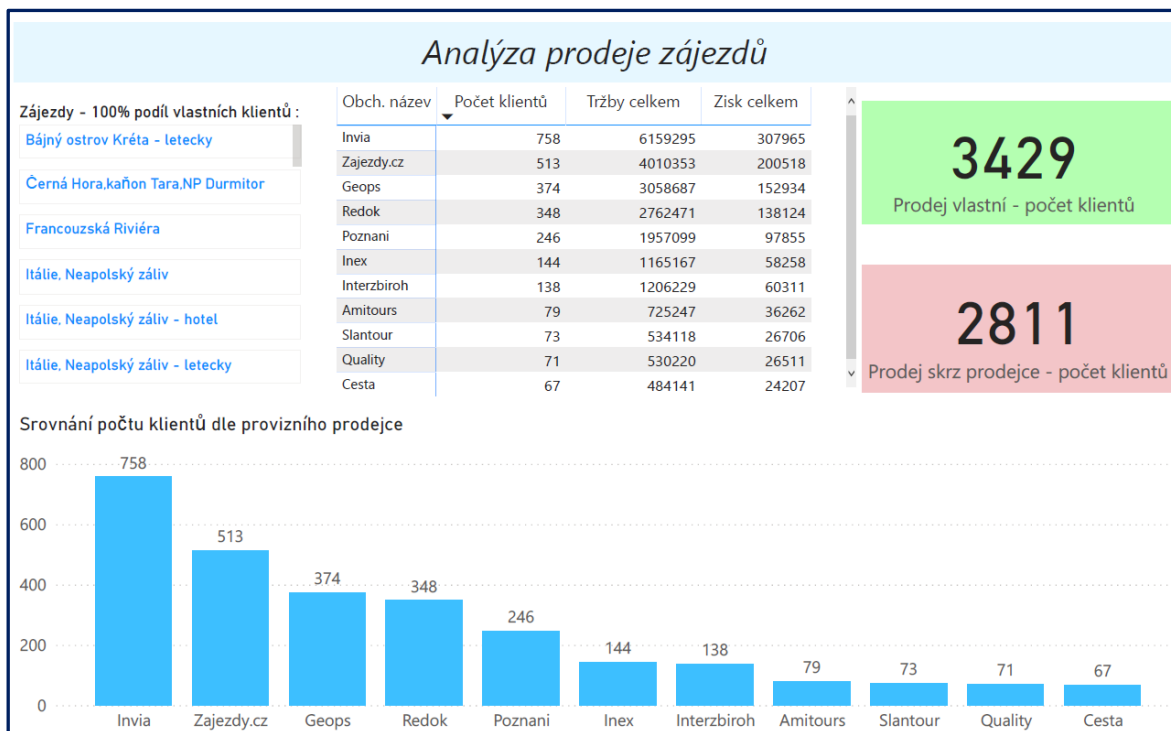 Analýza prodeje zájezdů
Zájezdy - 100% podíl vlastních klientů :
Bájný ostrov Kréta - letecky
Černá Hora,kaňon Tara,NP Durmitor
Francouzská Riviéra
Itálie, Neapolský záliv
Itálie, Neapolský záliv - hotel
Itálie, Neapolský záliv - letecky
Obch. název Počet klientů Tržby celkem Zisk celkem
Invia 758 6159295 307965
Zajezdy.cz 513 4010353 200518
Geops 374 3058687 152934
Redok 348 2762471 138124
Poznani 246 1957099 97855
Inex 144 1165167 58258
Interzbiroh 138 1206229 60311
Amitours 79 725247 36262
Slantour 73 534118 26706
Quality 71 530220 26511
Cesta 67 484141 24207
3429
Prodej vlastní - počet klientů
2811
Prodej skrz prodejce - počet klientů
Srovnání počtu klientů dle provizního prodejce
800
600
400
200
0
758 513 374 348 246 144 138 79 73 71 67
Invia Zajezdy.cz Geops Redok Poznani Inex Interzbiroh Amitours Slantour Quality Cesta